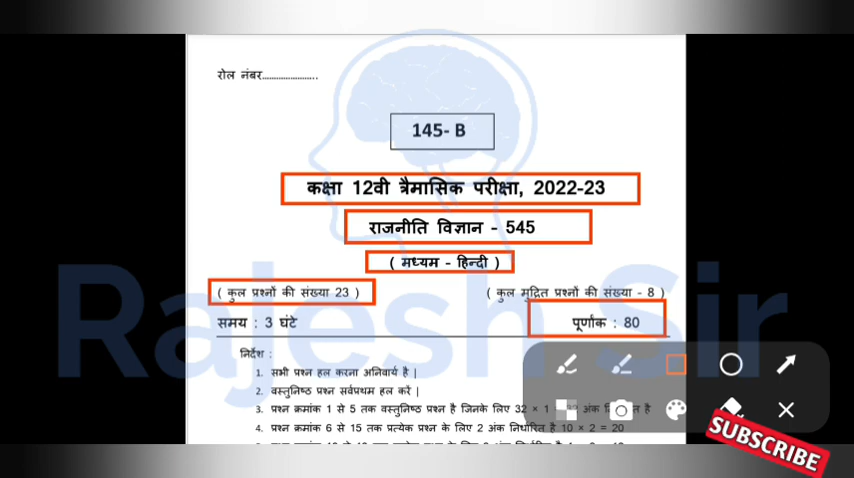 रोल नंबर.......................
145- B
कक्षा 12वी त्रैमासिक परीक्षा, 2022-23
राजनीति विज्ञान - 545
( मध्यम - हिन्दी )
( कुल प्रश्नों की संख्या 23 ) ( कुल मुद्रित प्रश्नों की संख्या - 8 )
समय : 3 घंटे पूर्णांक : 80
Rajesh Sir
निर्देश :
1. सभी प्रश्न हल करना अनिवार्य है |
2. वस्तुनिष्ठ प्रश्न सर्वप्रथम हल करें |
3. प्रश्न क्रमांक 1 से 5 तक वस्तुनिष्ठ प्रश्न है जिनके लिए 32 × 1 अंक है
4. प्रश्न क्रमांक 6 से 15 तक प्रत्येक प्रश्न के लिए 2 अंक निर्धारित है 10 × 2 = 20
SUBSCRIBE